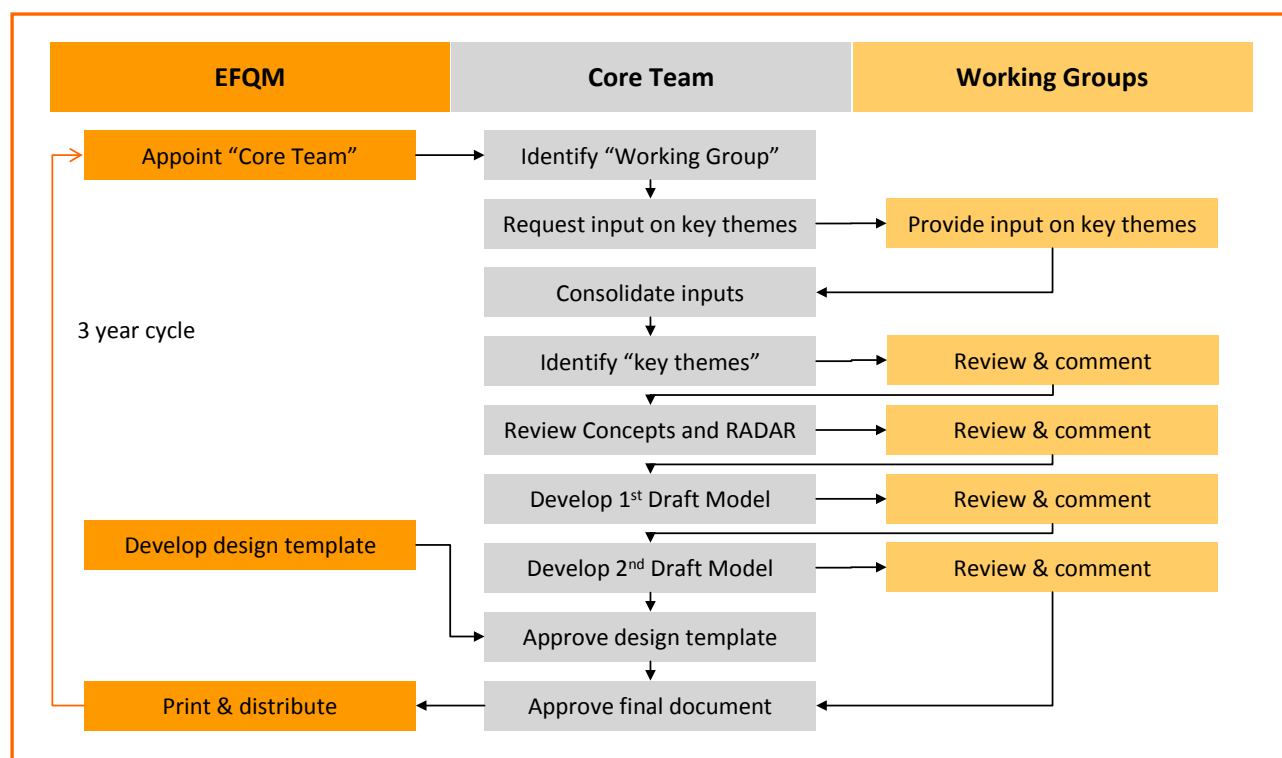 EFQM
Core Team
Working Groups
Appoint “Core Team”
Identify “Working Group”
Request input on key themes
Provide input on key themes
Consolidate inputs
3 year cycle
Identify “key themes”
Review & comment
Review Concepts and RADAR
Review & comment
Develop 1st Draft Model
Review & comment
Develop design template
Develop 2nd Draft Model
Review & comment
Approve design template
Print & distribute
Approve final document